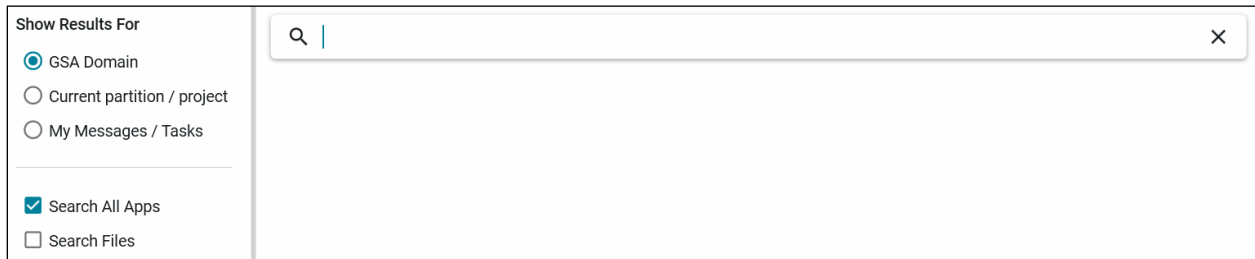 Show Results For
GSA Domain
Current partition / project
My Messages / Tasks
Search All Apps
Search Files